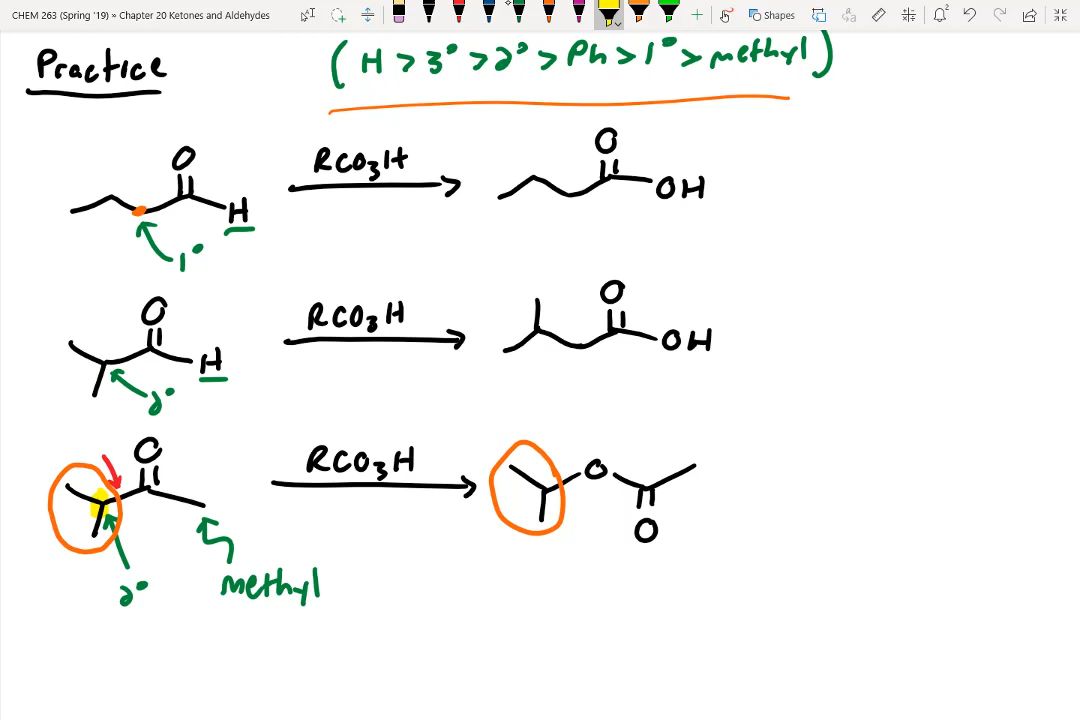 CHEM 263 (Spring '19) » Chapter 20 Ketones and Aldehydes
Shapes
Practice
(H > 3° > 2° > Ph > 1° > methyl)
O
H
1°
RCO3H
O
OH
O
H
2°
RCO3H
O
OH
O
2°
methyl
RCO3H
O
O